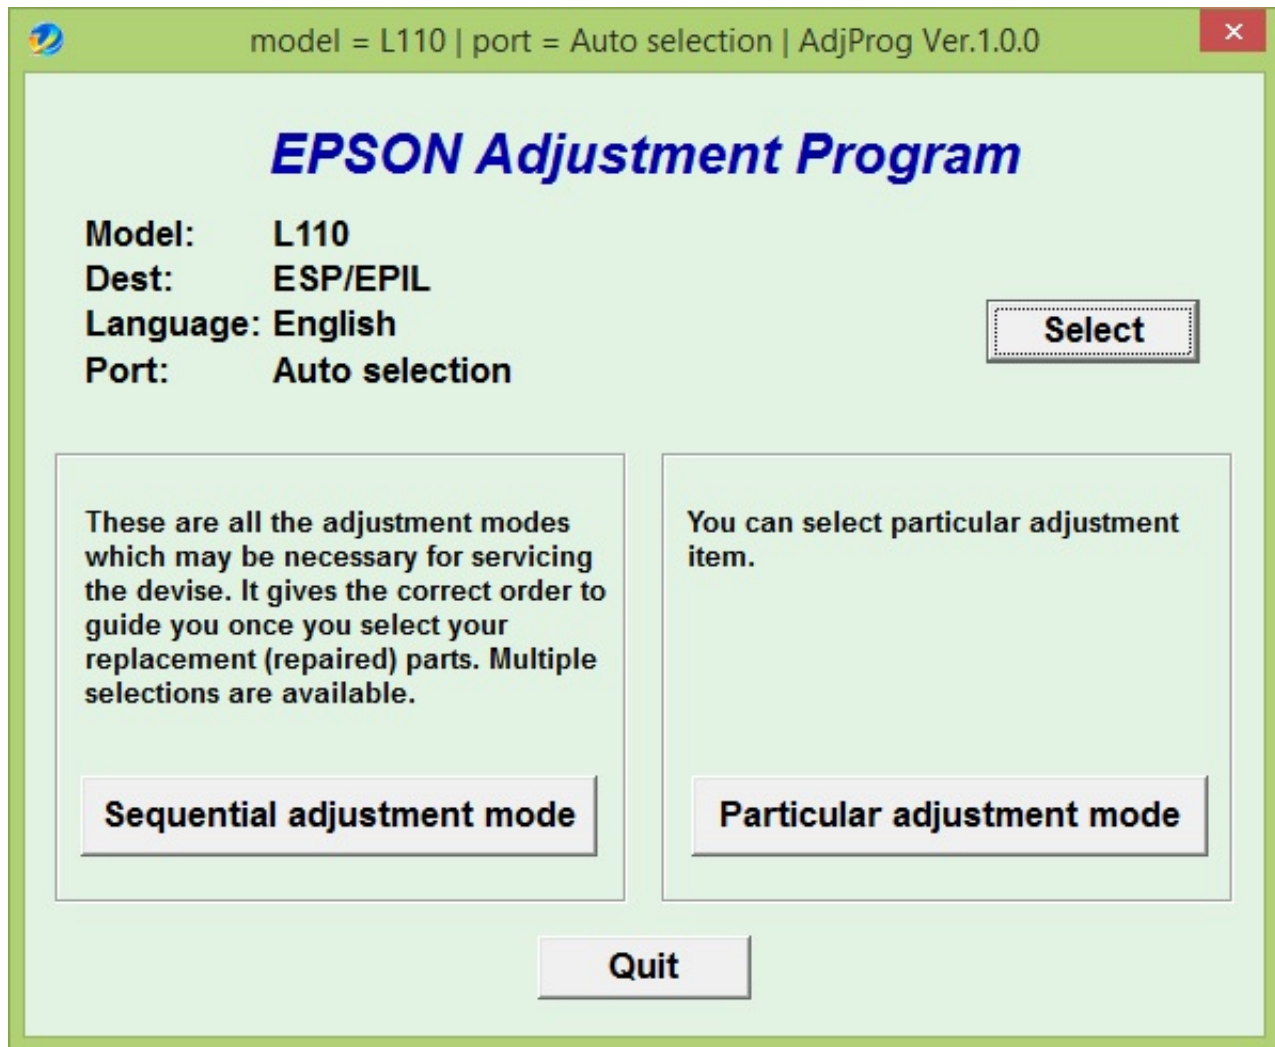 model = L110 | port = Auto selection | AdjProg Ver.1.0.0
EPSON Adjustment Program
Model: L110
Dest: ESP/EPIL
Language: English
Port: Auto selection
Select
These are all the adjustment modes
which may be necessary for servicing
the devise. It gives the correct order to
guide you once you select your
replacement (repaired) parts. Multiple
selections are available.
Sequential adjustment mode
You can select particular adjustment
item.
Particular adjustment mode
Quit